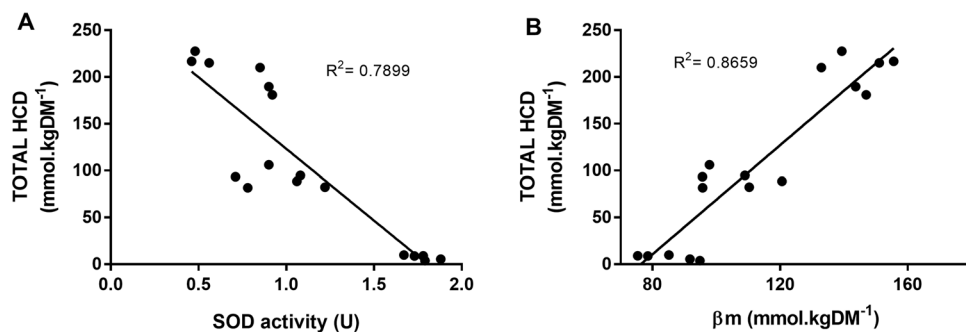 A
TOTAL HCD
(mmol.kgDM⁻¹)
250
200
150
100
50
0
R²= 0.7899
0.0 0.5 1.0 1.5 2.0
SOD activity (U)
B
TOTAL HCD
(mmol.kgDM⁻¹)
250
200
150
100
50
0
R²= 0.8659
80 120 160
βm (mmol.kgDM⁻¹)